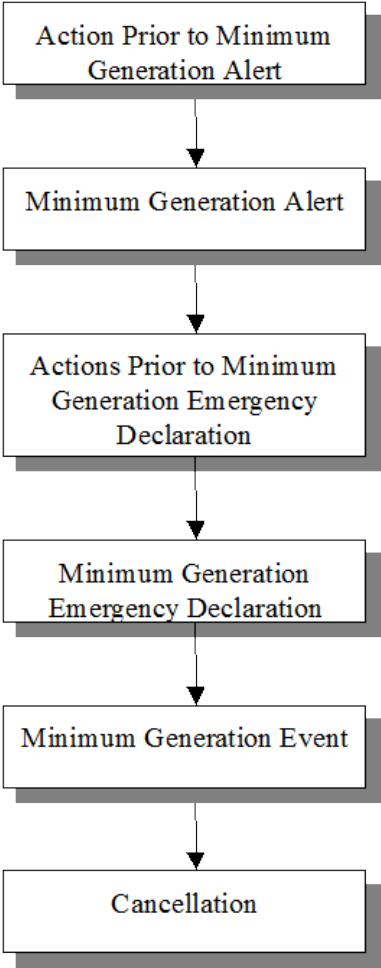 Action Prior to Minimum
Generation Alert
Minimum Generation Alert
Actions Prior to Minimum
Generation Emergency
Declaration
Minimum Generation
Emergency Declaration
Minimum Generation Event
Cancellation